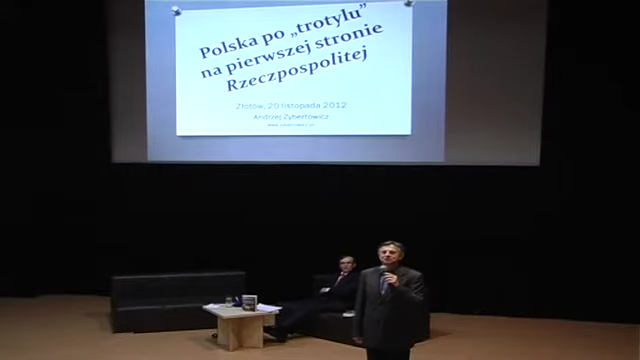 Polska po „trotylu”
na pierwszej stronie
Rzeczpospolitej
Złotów, 20 listopada 2012
Andrzej Zybertowicz